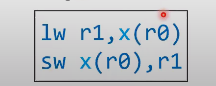 lw r1,x(r0)
sw x(r0),r1